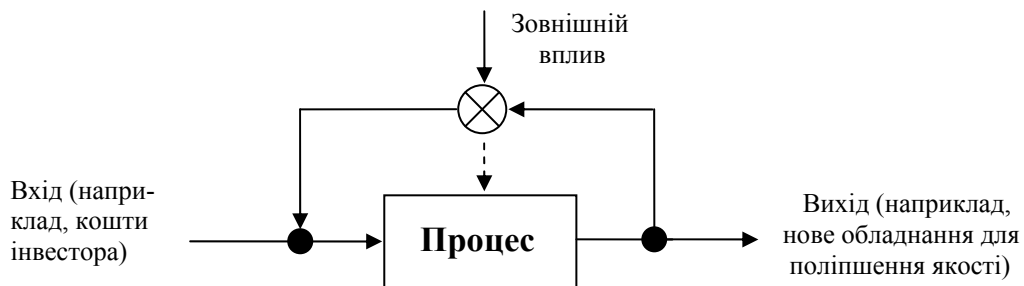 Зовнішній
вплив
Вхід (напри-
клад, кошти
інвестора)
Процес
Вихід (наприклад,
нове обладнання для
поліпшення якості)